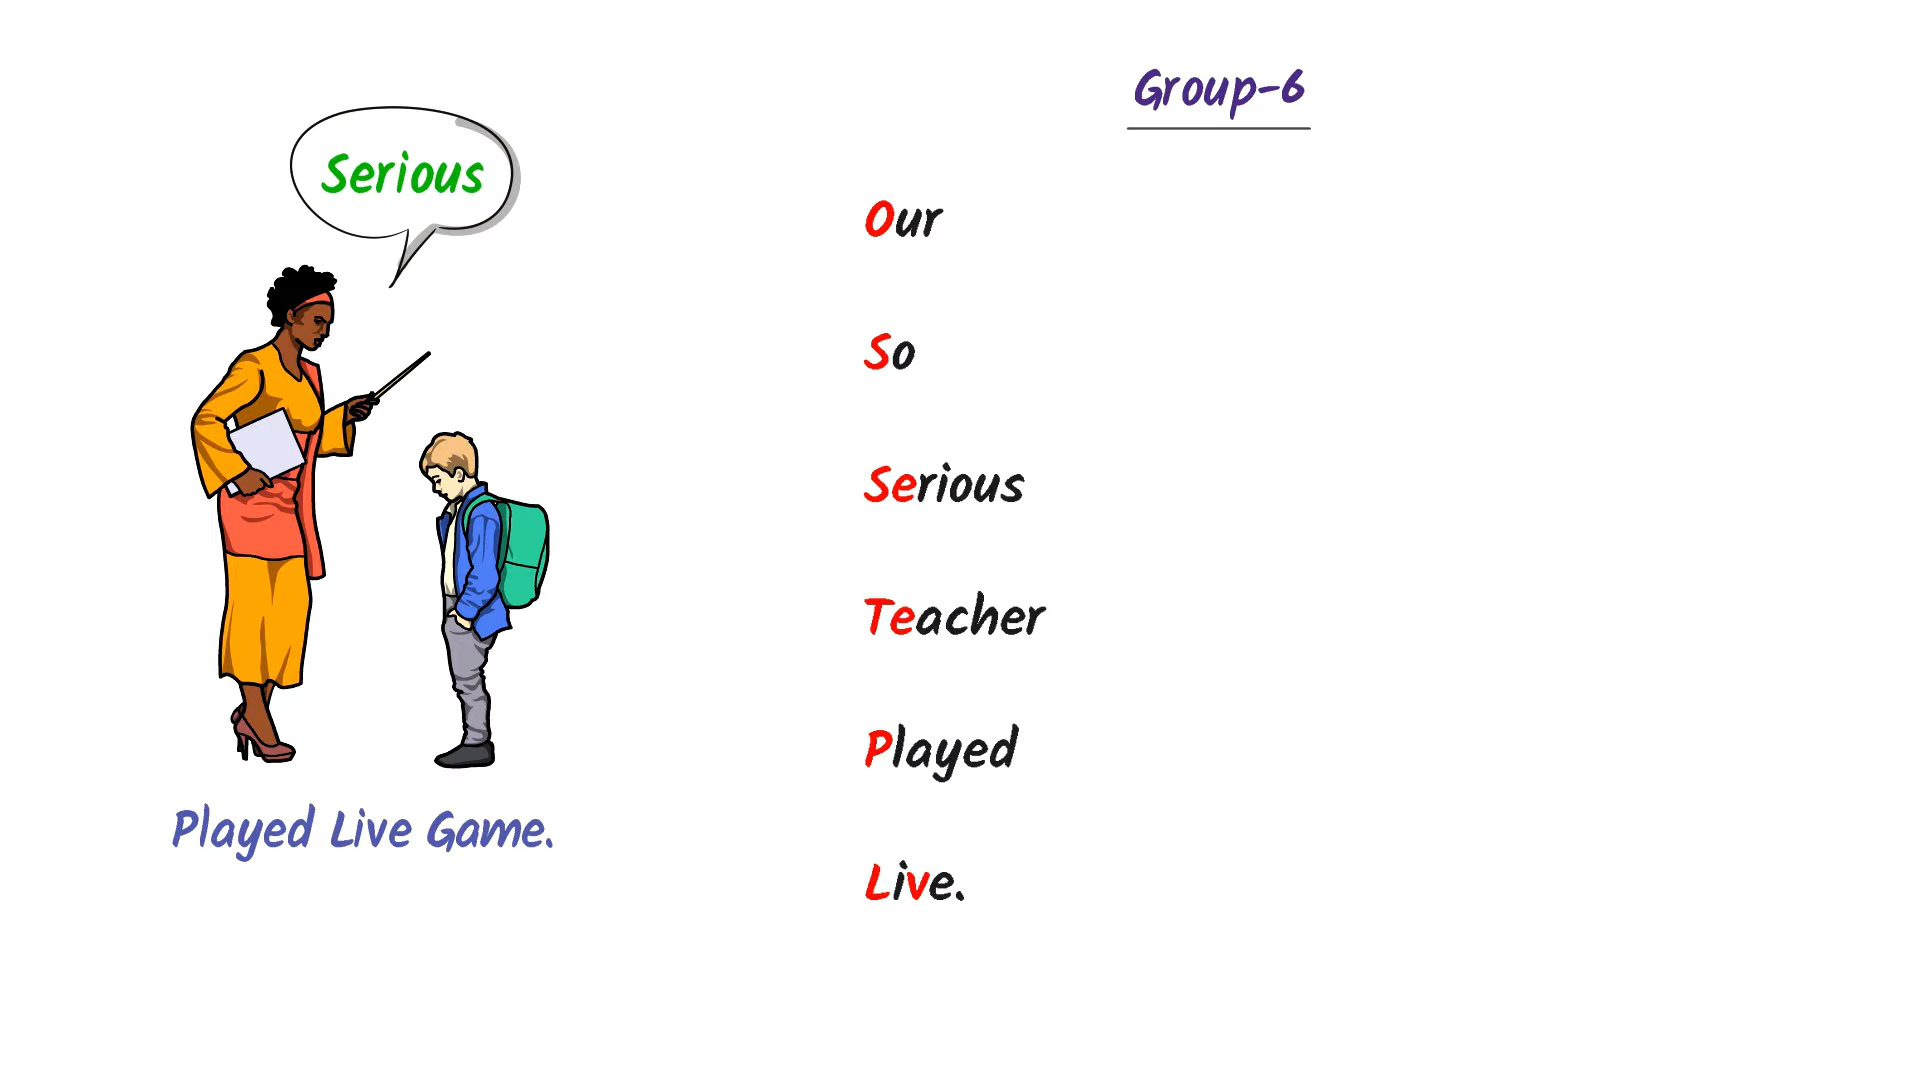 Group-6
Serious
Played Live Game.
Our
So
Serious
Teacher
Played
Live.